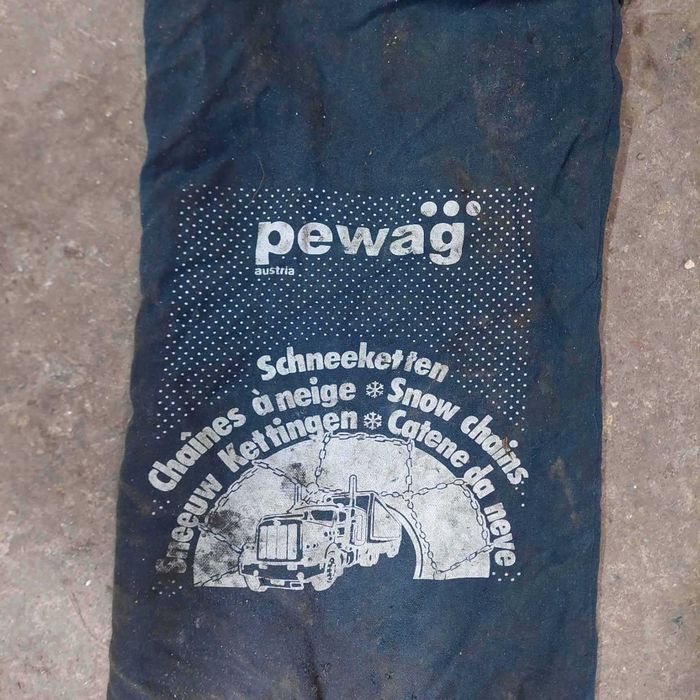 pewag
austria
Schneeketten
Chaînes à neige ❄ Snow chains
Sneeuw Kettingen ❄ Catene da neve